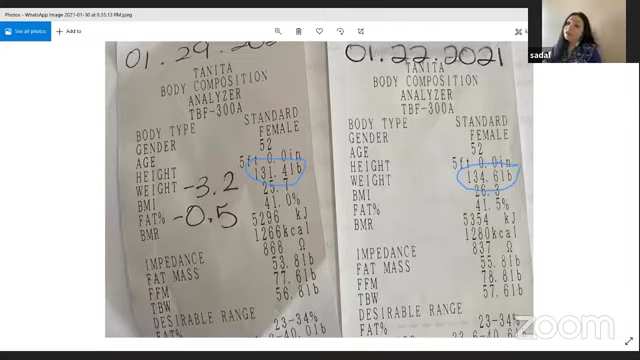 Photos - WhatsApp Image 2021-01-30 at 9.35.13 PM.jpeg
See all photos
Add to
sadaf
01.29.202
TANITA
BODY COMPOSITION
ANALYZER
TBF-300A
BODY TYPE STANDARD
GENDER FEMALE
AGE 52
HEIGHT 5ft 0.0in
WEIGHT 131.4lb
-3.2
BMI 25.7
FAT% 41.0%
-0.5
BMR 5296 kJ
1266kcal
IMPEDANCE 868 Ω
FAT MASS 53.8lb
FFM 77.6lb
TBW 56.8lb
DESIRABLE RANGE
FAT% 23-34%
01.22.2021
TANITA
BODY COMPOSITION
ANALYZER
TBF-300A
BODY TYPE STANDARD
GENDER FEMALE
AGE 52
HEIGHT 5ft 0.0in
WEIGHT 134.6lb
BMI 26.3
FAT% 41.5%
BMR 5354 kJ
1280kcal
IMPEDANCE 837 Ω
FAT MASS 55.8lb
FFM 78.8lb
TBW 57.6lb
DESIRABLE RANGE
FAT% 23-34%
zoom